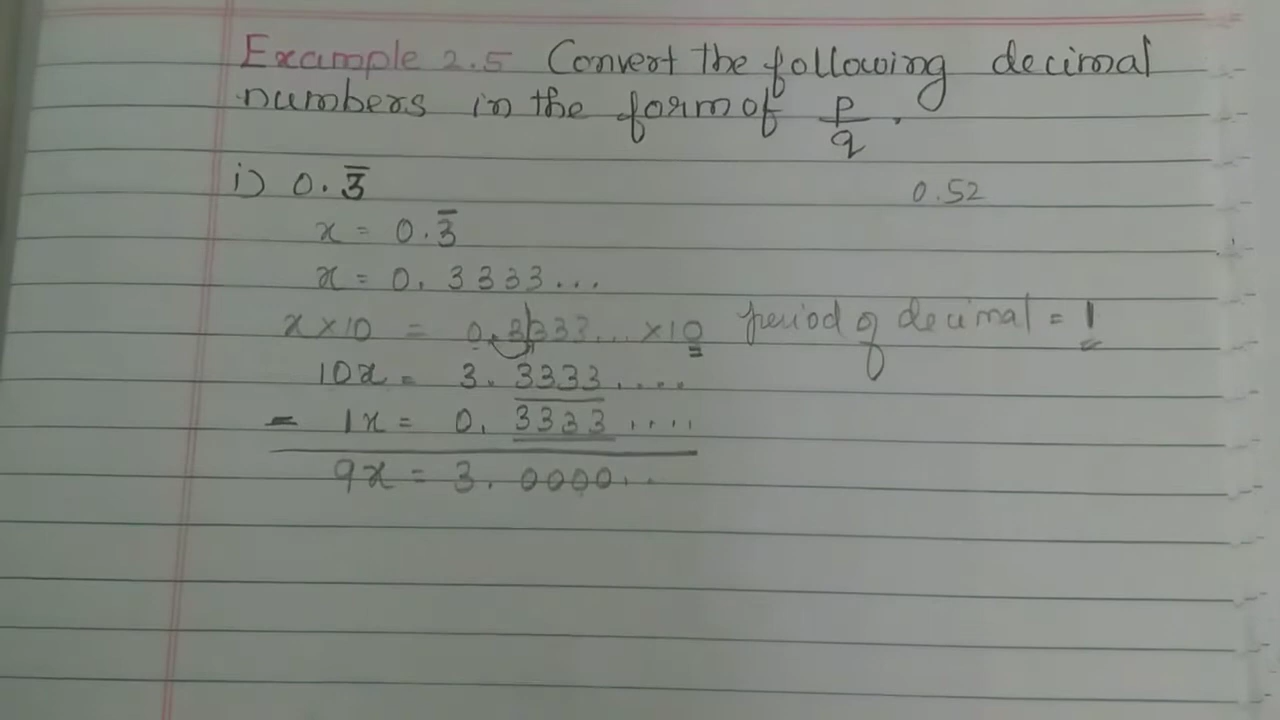 Example 2.5 Convert the following decimal
numbers in the form of p/q.
i) 0.3̅
0.52
x = 0.3̅
x = 0.3333...
x × 10 = 0.3333... × 10 period of decimal = 1
10x = 3.3333....
- 1x = 0.3333....
9x = 3.0000..